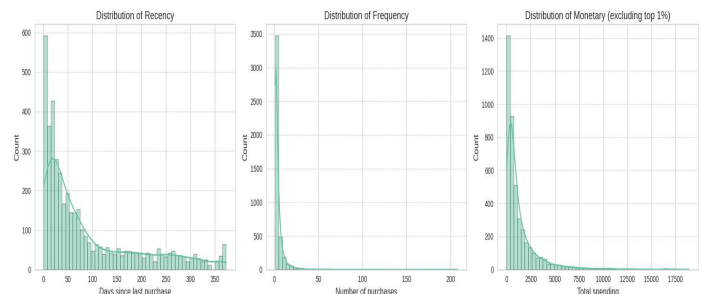 Distribution of Recency
600
500
400
300
200
100
0
0 50 100 150 200 250 300 350
Count
Days since last purchase
Distribution of Frequency
3500
3000
2500
2000
1500
1000
500
0
0 50 100 150 200
Count
Number of purchases
Distribution of Monetary (excluding top 1%)
1400
1200
1000
800
600
400
200
0
0 2500 5000 7500 10000 12500 15000 17500
Count
Total spending